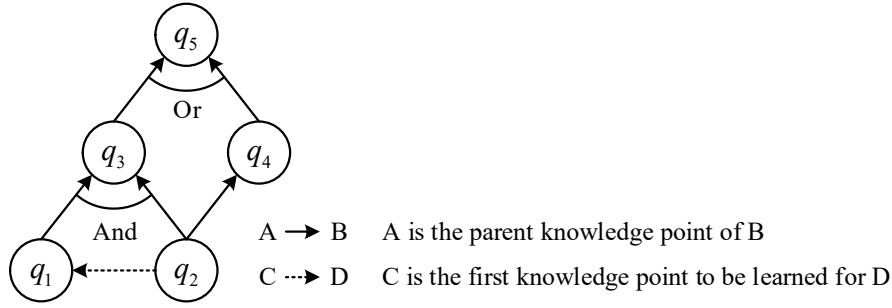 q5
Or
q3
q4
And
A → B A is the parent knowledge point of B
q1
q2
C ⇢ D C is the first knowledge point to be learned for D